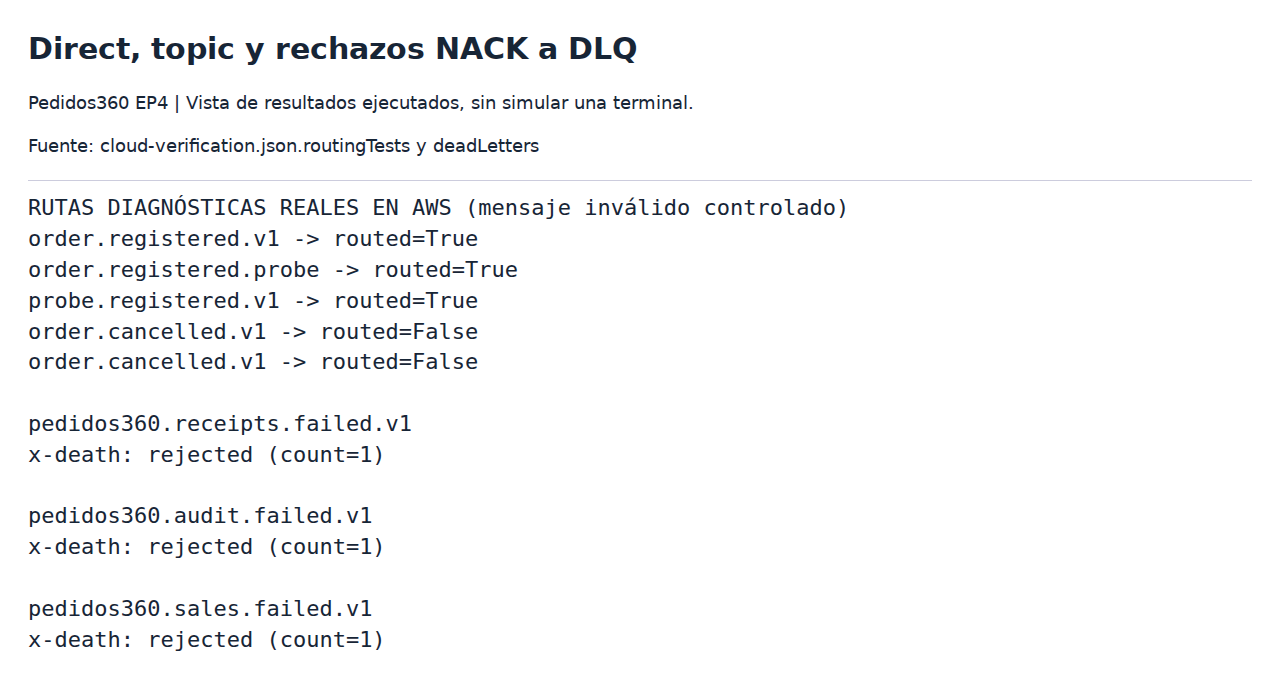 Direct, topic y rechazos NACK a DLQ
Pedidos360 EP4 | Vista de resultados ejecutados, sin simular una terminal.
Fuente: cloud-verification.json.routingTests y deadLetters
RUTAS DIAGNÓSTICAS REALES EN AWS (mensaje inválido controlado)
order.registered.v1 -> routed=True
order.registered.probe -> routed=True
probe.registered.v1 -> routed=True
order.cancelled.v1 -> routed=False
order.cancelled.v1 -> routed=False
pedidos360.receipts.failed.v1
x-death: rejected (count=1)
pedidos360.audit.failed.v1
x-death: rejected (count=1)
pedidos360.sales.failed.v1
x-death: rejected (count=1)